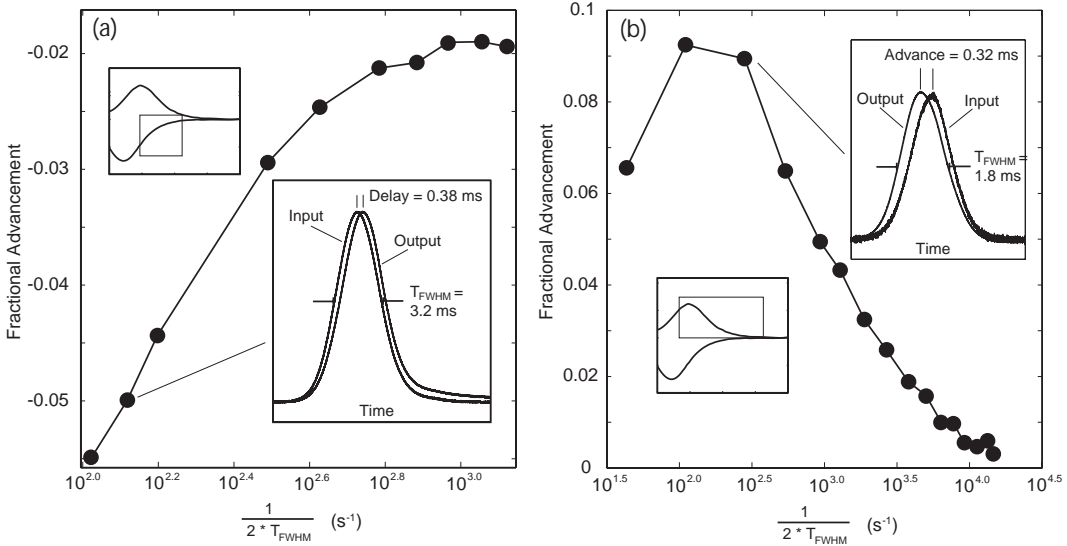 (a)
Fractional Advancement
-0.02
-0.03
-0.04
-0.05
Delay = 0.38 ms
Input
Output
T_FWHM =
3.2 ms
Time
10^2.0
10^2.2
10^2.4
10^2.6
10^2.8
10^3.0
1
2 * T_FWHM
(s^-1)
(b)
Fractional Advancement
0.1
0.08
0.06
0.04
0.02
0
Advance = 0.32 ms
Output
Input
T_FWHM =
1.8 ms
Time
10^1.5
10^2.0
10^2.5
10^3.0
10^3.5
10^4.0
10^4.5
1
2 * T_FWHM
(s^-1)